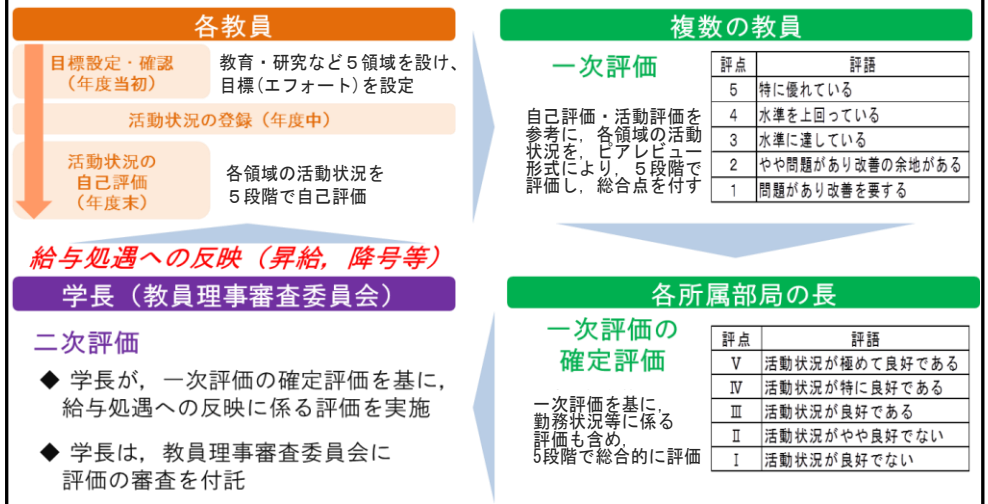 各教員
目標設定・確認
（年度当初）
教育・研究など５領域を設け、
目標(エフォート)を設定
活動状況の登録（年度中）
活動状況の
自己評価
（年度末）
各領域の活動状況を
５段階で自己評価
複数の教員
一次評価
自己評価・活動評価を
参考に，各領域の活動
状況を，ピアレビュー
形式により，５段階で
評価し，総合点を付す
評点 評語
5 特に優れている
4 水準を上回っている
3 水準に達している
2 やや問題があり改善の余地がある
1 問題があり改善を要する
給与処遇への反映（昇給，降号等）
学長（教員理事審査委員会）
二次評価
◆ 学長が，一次評価の確定評価を基に，
給与処遇への反映に係る評価を実施
◆ 学長は，教員理事審査委員会に
評価の審査を付託
各所属部局の長
一次評価の
確定評価
一次評価を基に，
勤務状況等に係る
評価も含め，
5段階で総合的に評価
評点 評語
Ⅴ 活動状況が極めて良好である
Ⅳ 活動状況が特に良好である
Ⅲ 活動状況が良好である
Ⅱ 活動状況がやや良好でない
Ⅰ 活動状況が良好でない